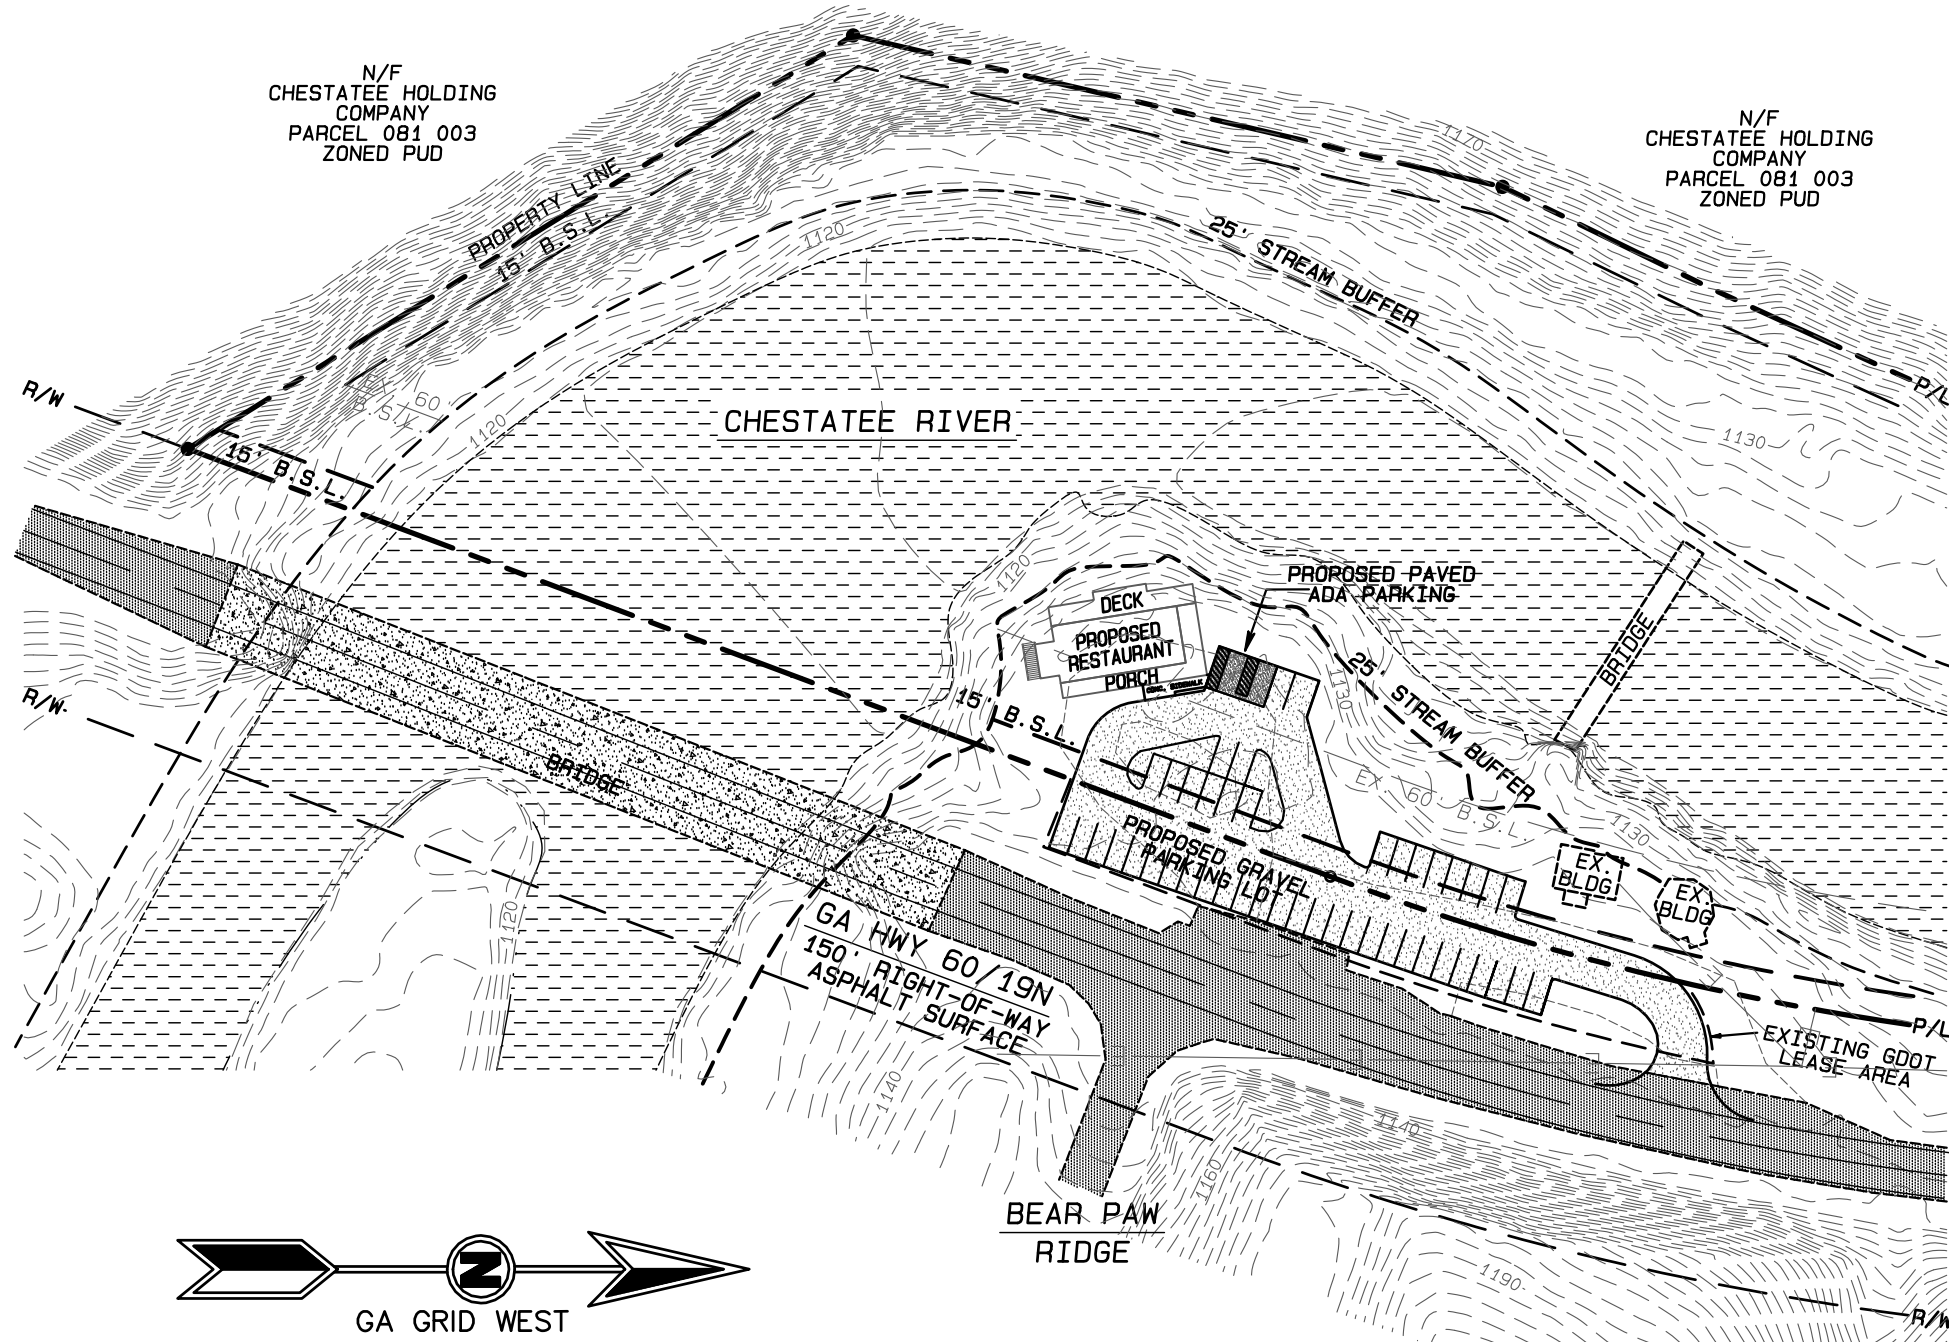 N/F
CHESTATEE HOLDING
COMPANY
PARCEL 081 003
ZONED PUD
N/F
CHESTATEE HOLDING
COMPANY
PARCEL 081 003
ZONED PUD
1170
PROPERTY LINE
15' B.S.L.
1120
25' STREAM BUFFER
R/W
EX. 60'
B.S.L.
1120
P/L
15' B.S.L.
CHESTATEE RIVER
1130
1120
PROPOSED PAVED
ADA PARKING
DECK
PROPOSED
RESTAURANT
PORCH
CONC. SIDEWALK
BRIDGE
1130
25' STREAM BUFFER
R/W
15' B.S.L.
BRIDGE
EX. 60' B.S.L.
1130
PROPOSED GRAVEL
PARKING LOT
EX.
BLDG
EX.
BLDG
1120
GA HWY 60/19N
150' RIGHT-OF-WAY
ASPHALT SURFACE
P/L
EXISTING GDOT
LEASE AREA
1140
1140
1160
BEAR PAW
RIDGE
1190
N
GA GRID WEST
R/W